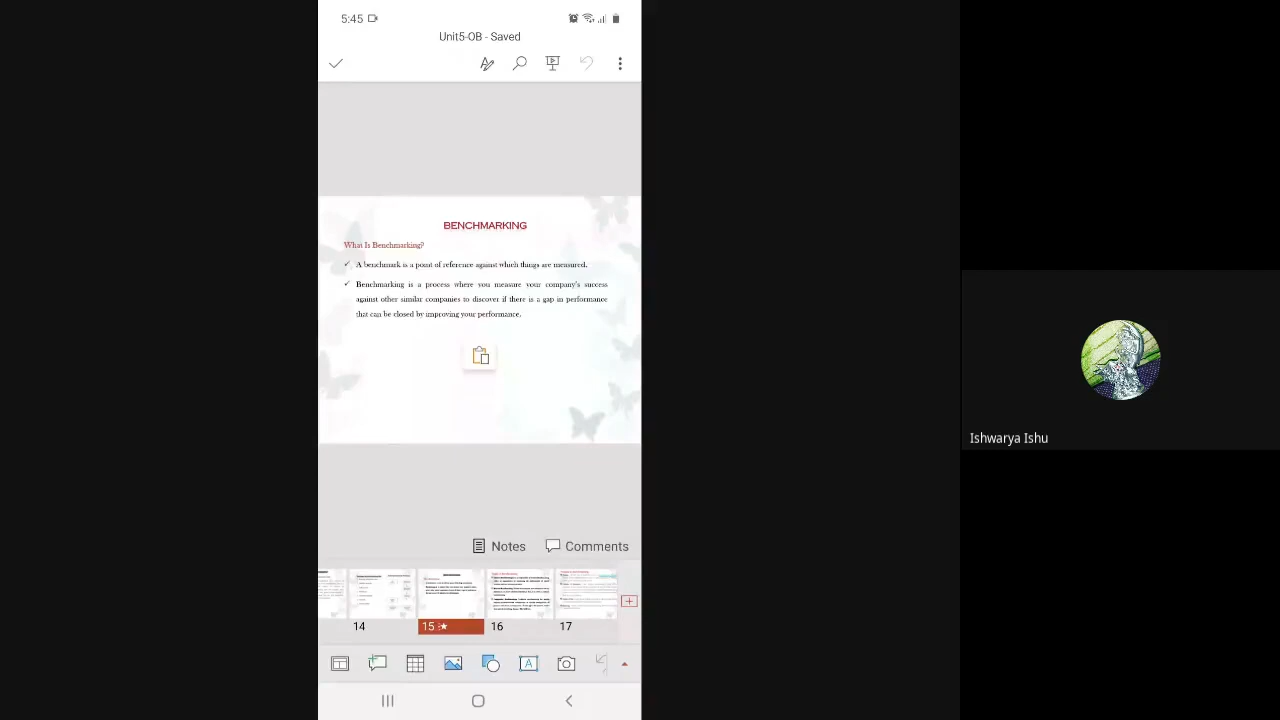 5:45
Unit5-OB - Saved
BENCHMARKING
What Is Benchmarking?
✓ A benchmark is a point of reference against which things are measured.
✓ Benchmarking is a process where you measure your company's success
against other similar companies to discover if there is a gap in performance
that can be closed by improving your performance.
Notes
Comments
14
15
16
17
A
Ishwarya Ishu